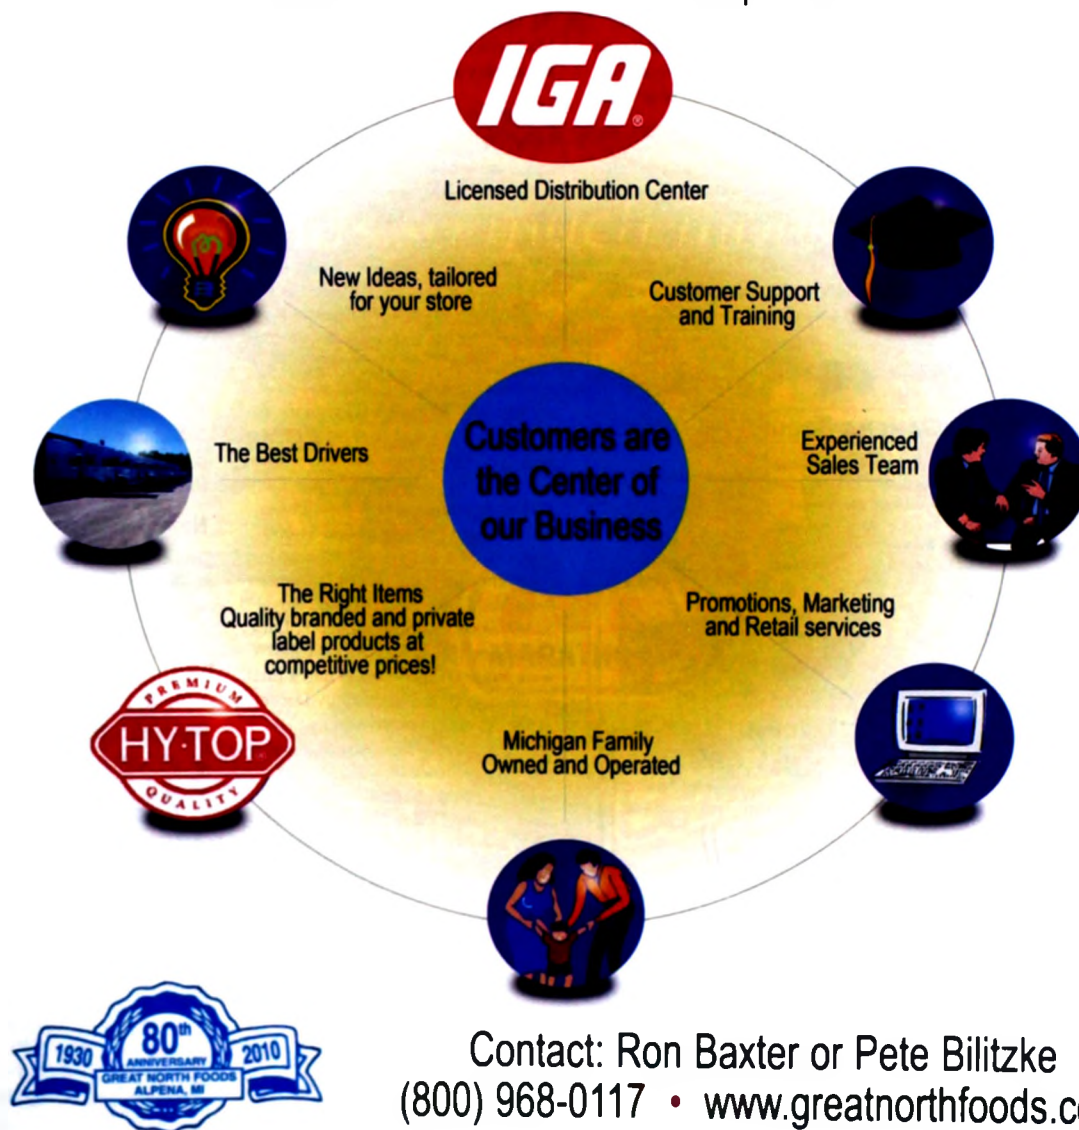 IGA®
Licensed Distribution Center
New Ideas, tailored
for your store
Customer Support
and Training
The Best Drivers
Customers are
the Center of
our Business
Experienced
Sales Team
The Right Items
Quality branded and private
label products at
competitive prices!
Promotions, Marketing
and Retail services
PREMIUM
HY·TOP
QUALITY
Michigan Family
Owned and Operated
1930
80th
ANNIVERSARY
2010
GREAT NORTH FOODS
ALPENA, MI
Contact: Ron Baxter or Pete Bilitzke
(800) 968-0117 • www.greatnorthfoods.co